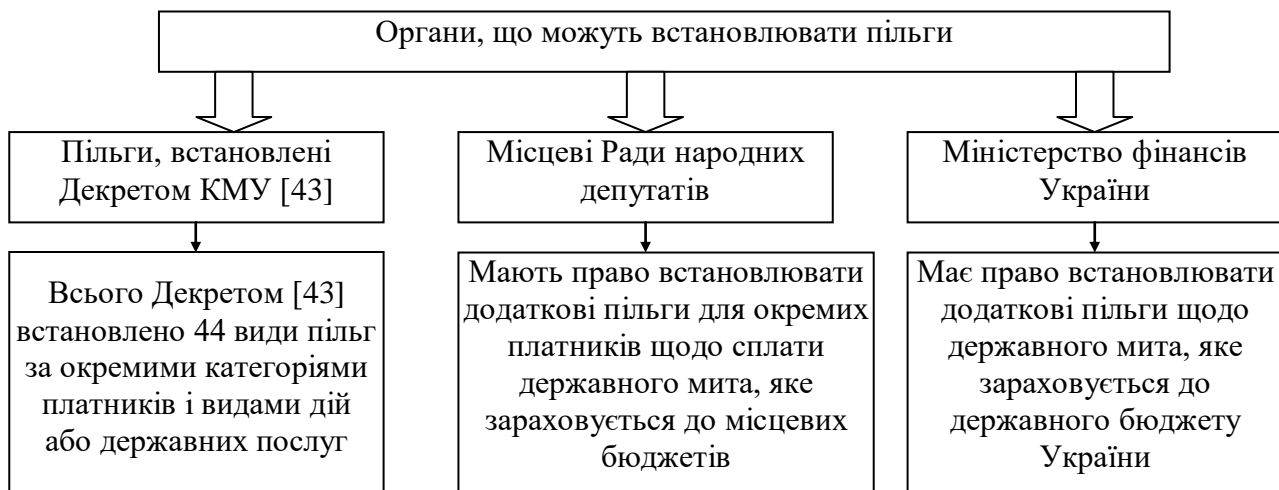 Органи, що можуть встановлювати пільги
Пільги, встановлені
Декретом КМУ [43]
Місцеві Ради народних
депутатів
Міністерство фінансів
України
Всього Декретом [43]
встановлено 44 види пільг
за окремими категоріями
платників і видами дій
або державних послуг
Мають право встановлювати
додаткові пільги для окремих
платників щодо сплати
державного мита, яке
зараховується до місцевих
бюджетів
Має право встановлювати
додаткові пільги щодо
державного мита, яке
зараховується до
державного бюджету
України